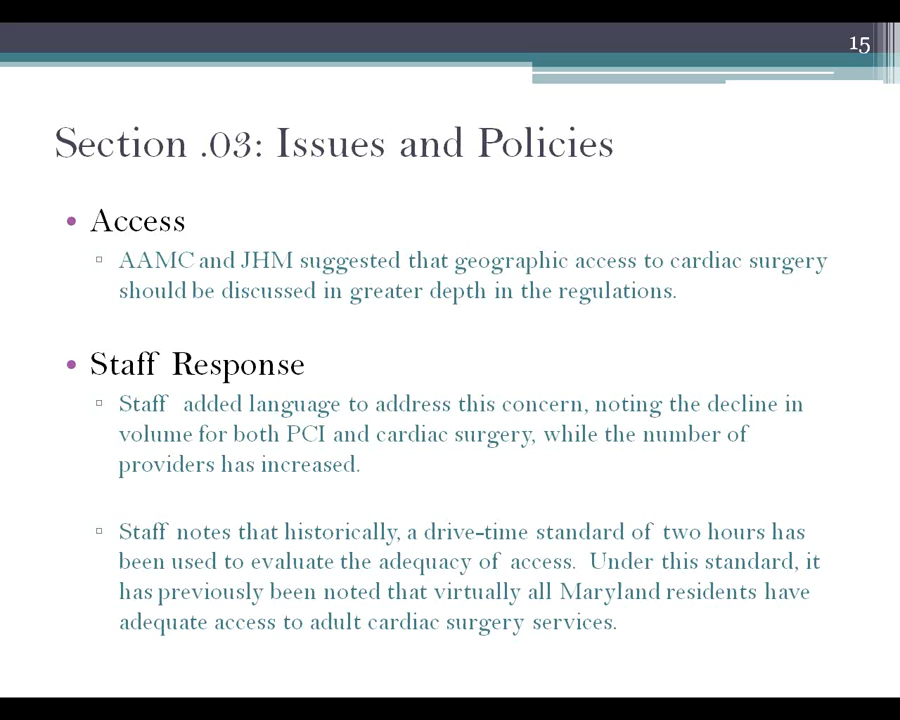 15
Section .03: Issues and Policies
• Access
▫ AAMC and JHM suggested that geographic access to cardiac surgery
should be discussed in greater depth in the regulations.
• Staff Response
▫ Staff added language to address this concern, noting the decline in
volume for both PCI and cardiac surgery, while the number of
providers has increased.
▫ Staff notes that historically, a drive-time standard of two hours has
been used to evaluate the adequacy of access. Under this standard, it
has previously been noted that virtually all Maryland residents have
adequate access to adult cardiac surgery services.